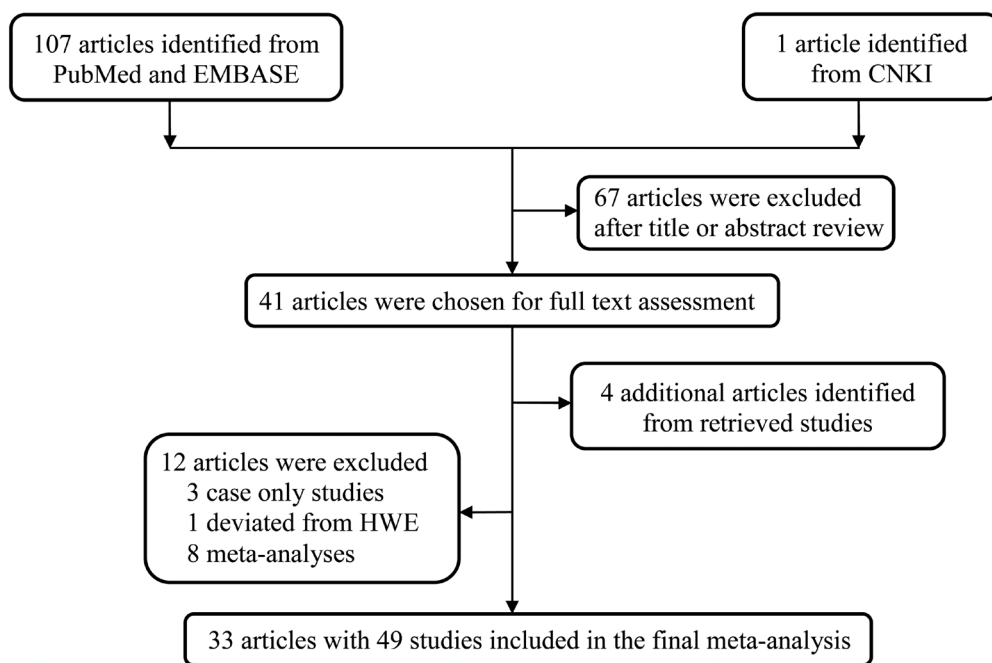 107 articles identified from
PubMed and EMBASE
1 article identified
from CNKI
67 articles were excluded
after title or abstract review
41 articles were chosen for full text assessment
4 additional articles identified
from retrieved studies
12 articles were excluded
3 case only studies
1 deviated from HWE
8 meta-analyses
33 articles with 49 studies included in the final meta-analysis